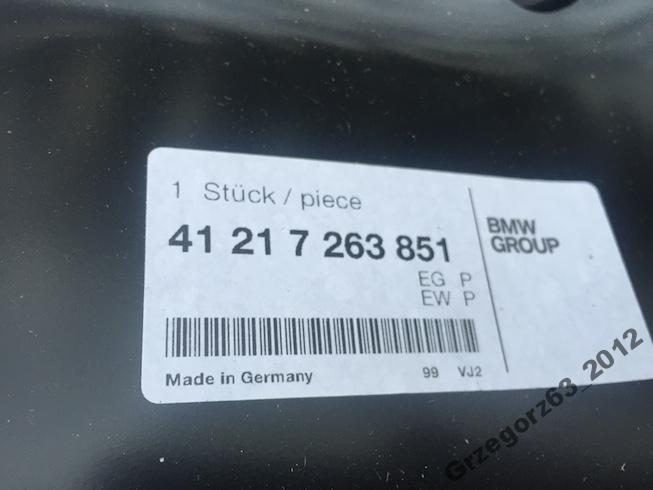 1 Stück / piece
41 21 7 263 851
EG P
EW P
BMW
GROUP
Made in Germany
99 VJ2
Grzegorz63_2012